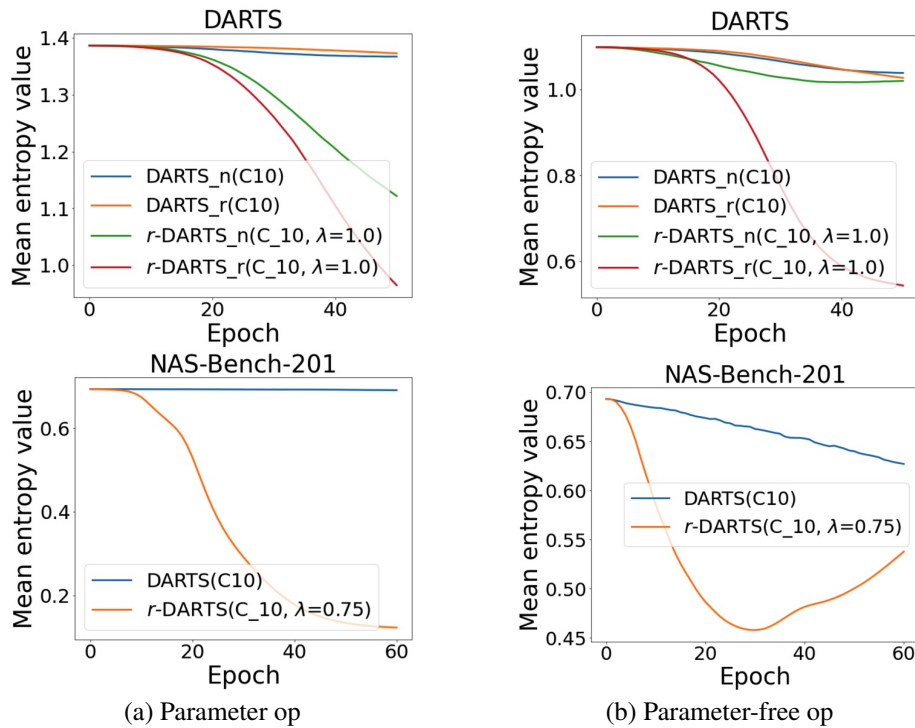 DARTS
Mean entropy value
1.4
1.3
1.2
1.1
1.0
DARTS_n(C10)
DARTS_r(C10)
r-DARTS_n(C_10, λ=1.0)
r-DARTS_r(C_10, λ=1.0)
0
20
40
Epoch
DARTS
Mean entropy value
1.0
0.8
0.6
DARTS_n(C10)
DARTS_r(C10)
r-DARTS_n(C_10, λ=1.0)
r-DARTS_r(C_10, λ=1.0)
0
20
40
Epoch
NAS-Bench-201
Mean entropy value
0.6
0.4
0.2
DARTS(C10)
r-DARTS(C_10, λ=0.75)
0
20
40
60
Epoch
NAS-Bench-201
Mean entropy value
0.70
0.65
0.60
0.55
0.50
0.45
DARTS(C10)
r-DARTS(C_10, λ=0.75)
0
20
40
60
Epoch
(a) Parameter op
(b) Parameter-free op